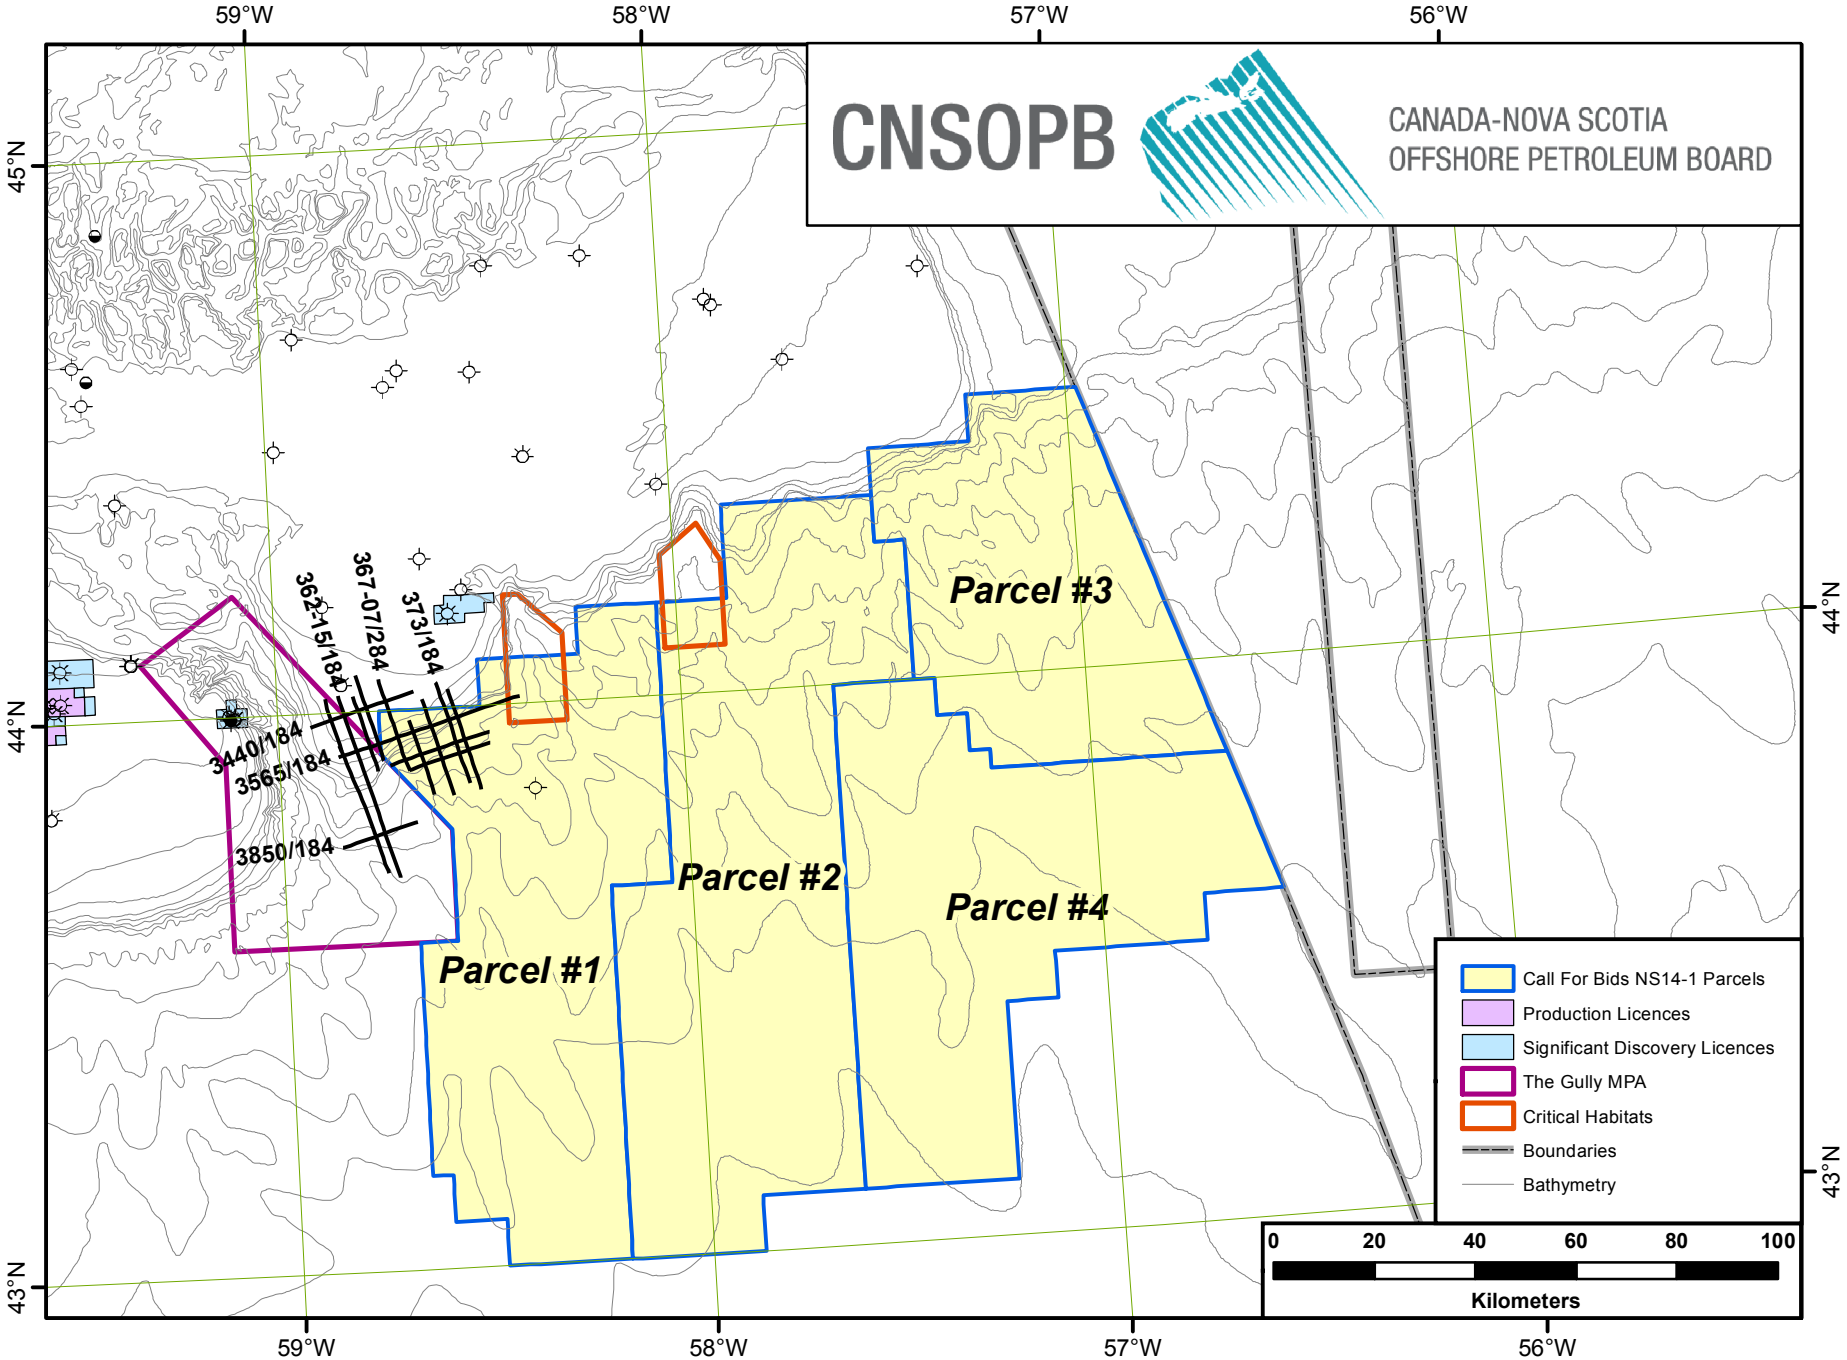 59°W
58°W
57°W
56°W
CNSOPB
CANADA-NOVA SCOTIA
OFFSHORE PETROLEUM BOARD
45°N
45°N
44°N
44°N
43°N
43°N
362-15/184
367-07/284
373/184
3440/184
3565/184
3850/184
Parcel #3
Parcel #2
Parcel #4
Parcel #1
Call For Bids NS14-1 Parcels
Production Licences
Significant Discovery Licences
The Gully MPA
Critical Habitats
Boundaries
Bathymetry
0 20 40 60 80 100
Kilometers
59°W
58°W
57°W
56°W